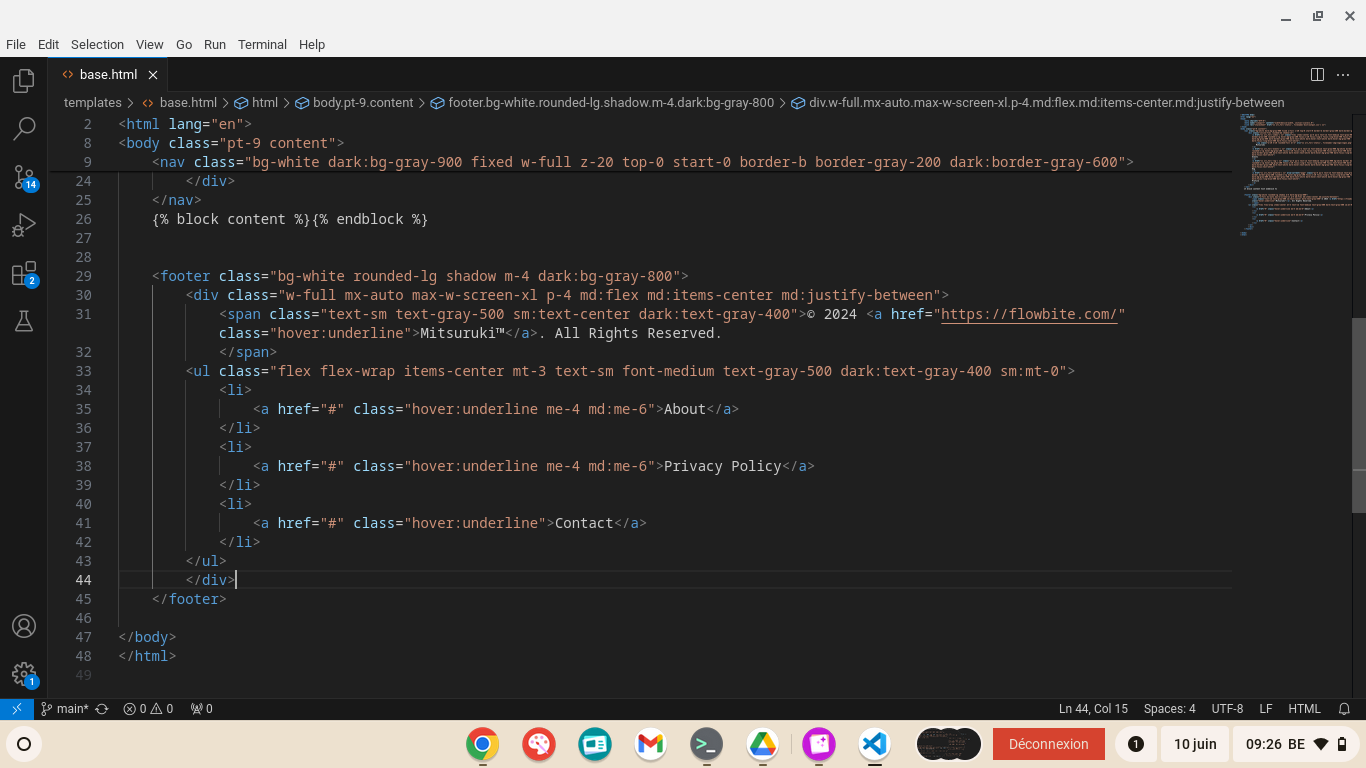 File Edit Selection View Go Run Terminal Help
base.html
templates > base.html > html > body.pt-9.content > footer.bg-white.rounded-lg.shadow.m-4.dark:bg-gray-800 > div.w-full.mx-auto.max-w-screen-xl.p-4.md:flex.md:items-center.md:justify-between
2 <html lang="en">
8 <body class="pt-9 content">
9 <nav class="bg-white dark:bg-gray-900 fixed w-full z-20 top-0 start-0 border-b border-gray-200 dark:border-gray-600">
24 </div>
25 </nav>
26 {% block content %}{% endblock %}
27
28
29 <footer class="bg-white rounded-lg shadow m-4 dark:bg-gray-800">
30 <div class="w-full mx-auto max-w-screen-xl p-4 md:flex md:items-center md:justify-between">
31 <span class="text-sm text-gray-500 sm:text-center dark:text-gray-400">© 2024 <a href="https://flowbite.com/"
class="hover:underline">Mitsuruki™</a>. All Rights Reserved.
32 </span>
33 <ul class="flex flex-wrap items-center mt-3 text-sm font-medium text-gray-500 dark:text-gray-400 sm:mt-0">
34 <li>
35 <a href="#" class="hover:underline me-4 md:me-6">About</a>
36 </li>
37 <li>
38 <a href="#" class="hover:underline me-4 md:me-6">Privacy Policy</a>
39 </li>
40 <li>
41 <a href="#" class="hover:underline">Contact</a>
42 </li>
43 </ul>
44 </div>
45 </footer>
46
47 </body>
48 </html>
49
14
2
1
main* 0 0 0 Ln 44, Col 15 Spaces: 4 UTF-8 LF HTML
Déconnexion 1 10 juin 09:26 BE